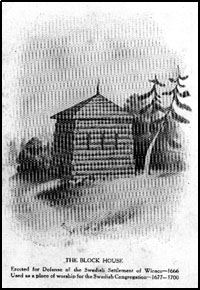 THE BLOCK HOUSE
Erected for Defense of the Swedish Settlement of Wicaco—1666
Used as a place of worship for the Swedish Congregation—1677-1700